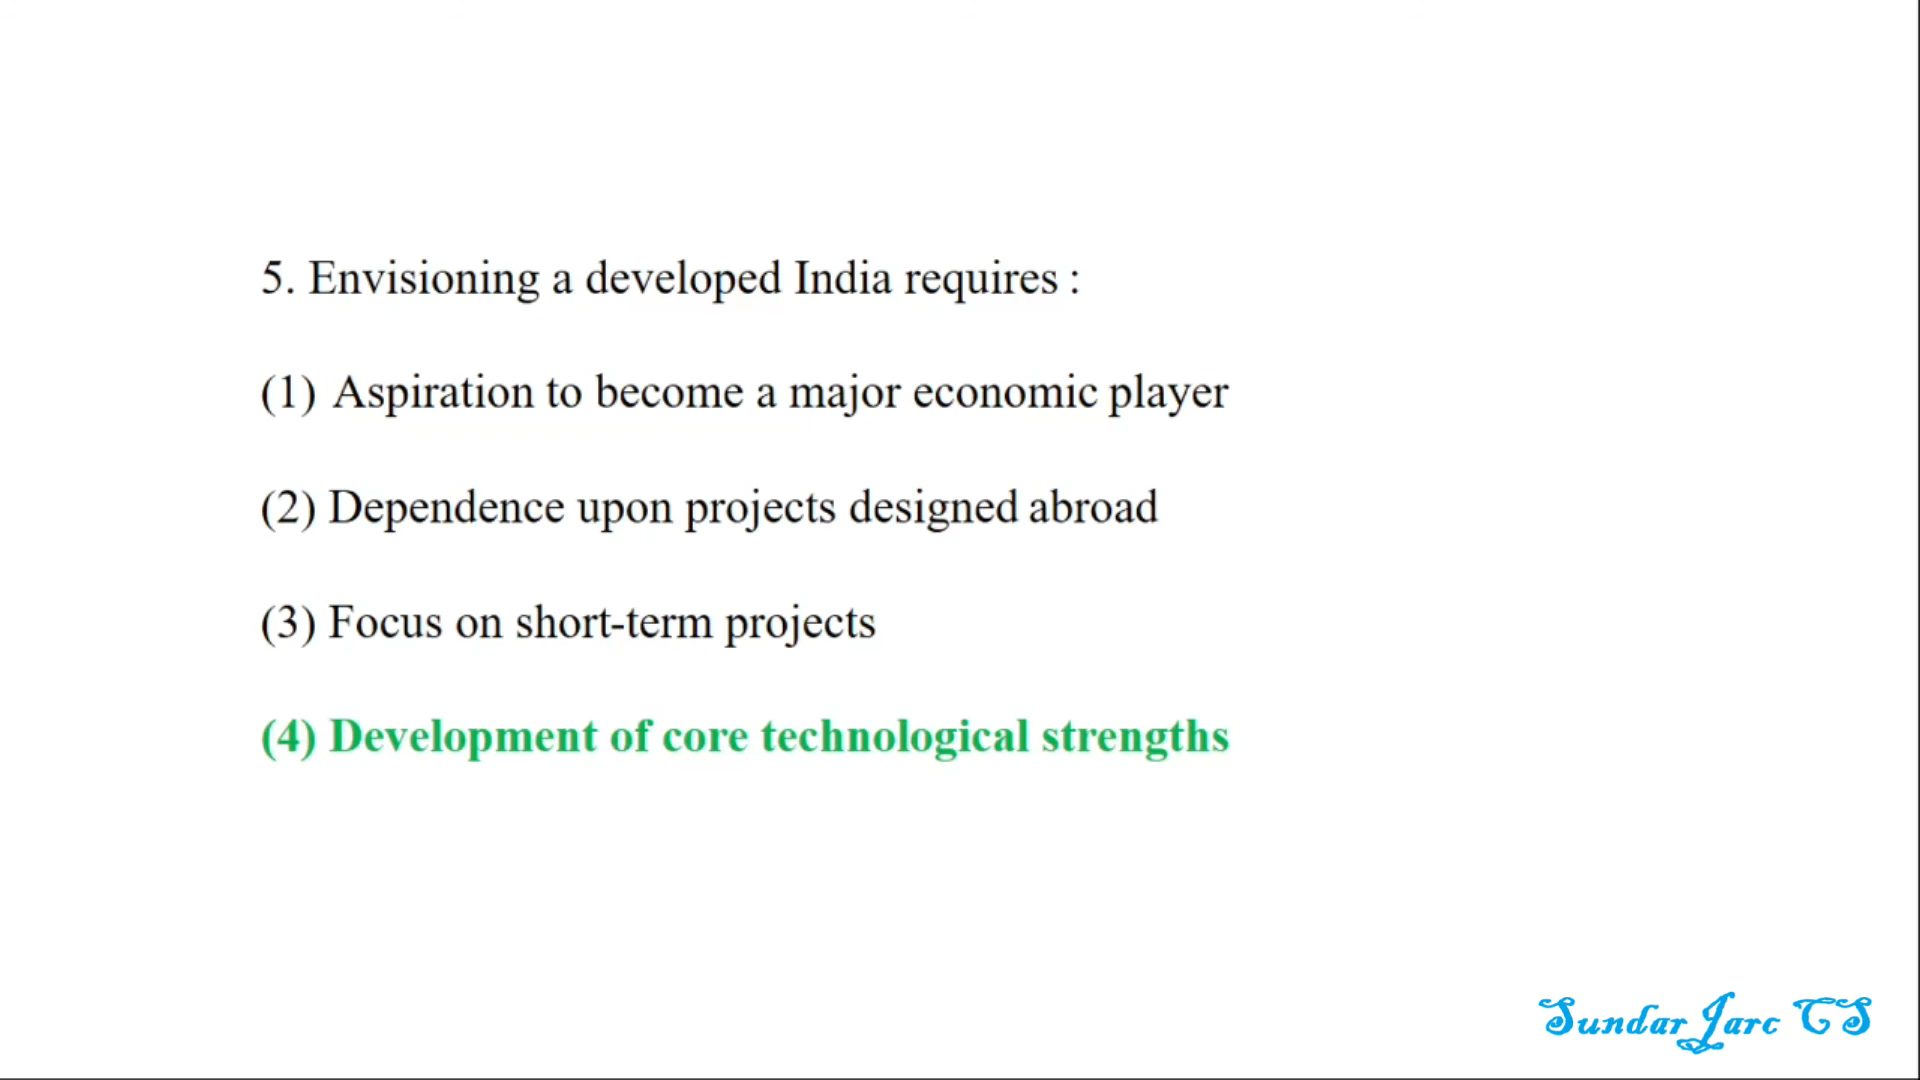 5. Envisioning a developed India requires :
(1) Aspiration to become a major economic player
(2) Dependence upon projects designed abroad
(3) Focus on short-term projects
(4) Development of core technological strengths
Sundar Jarc TS